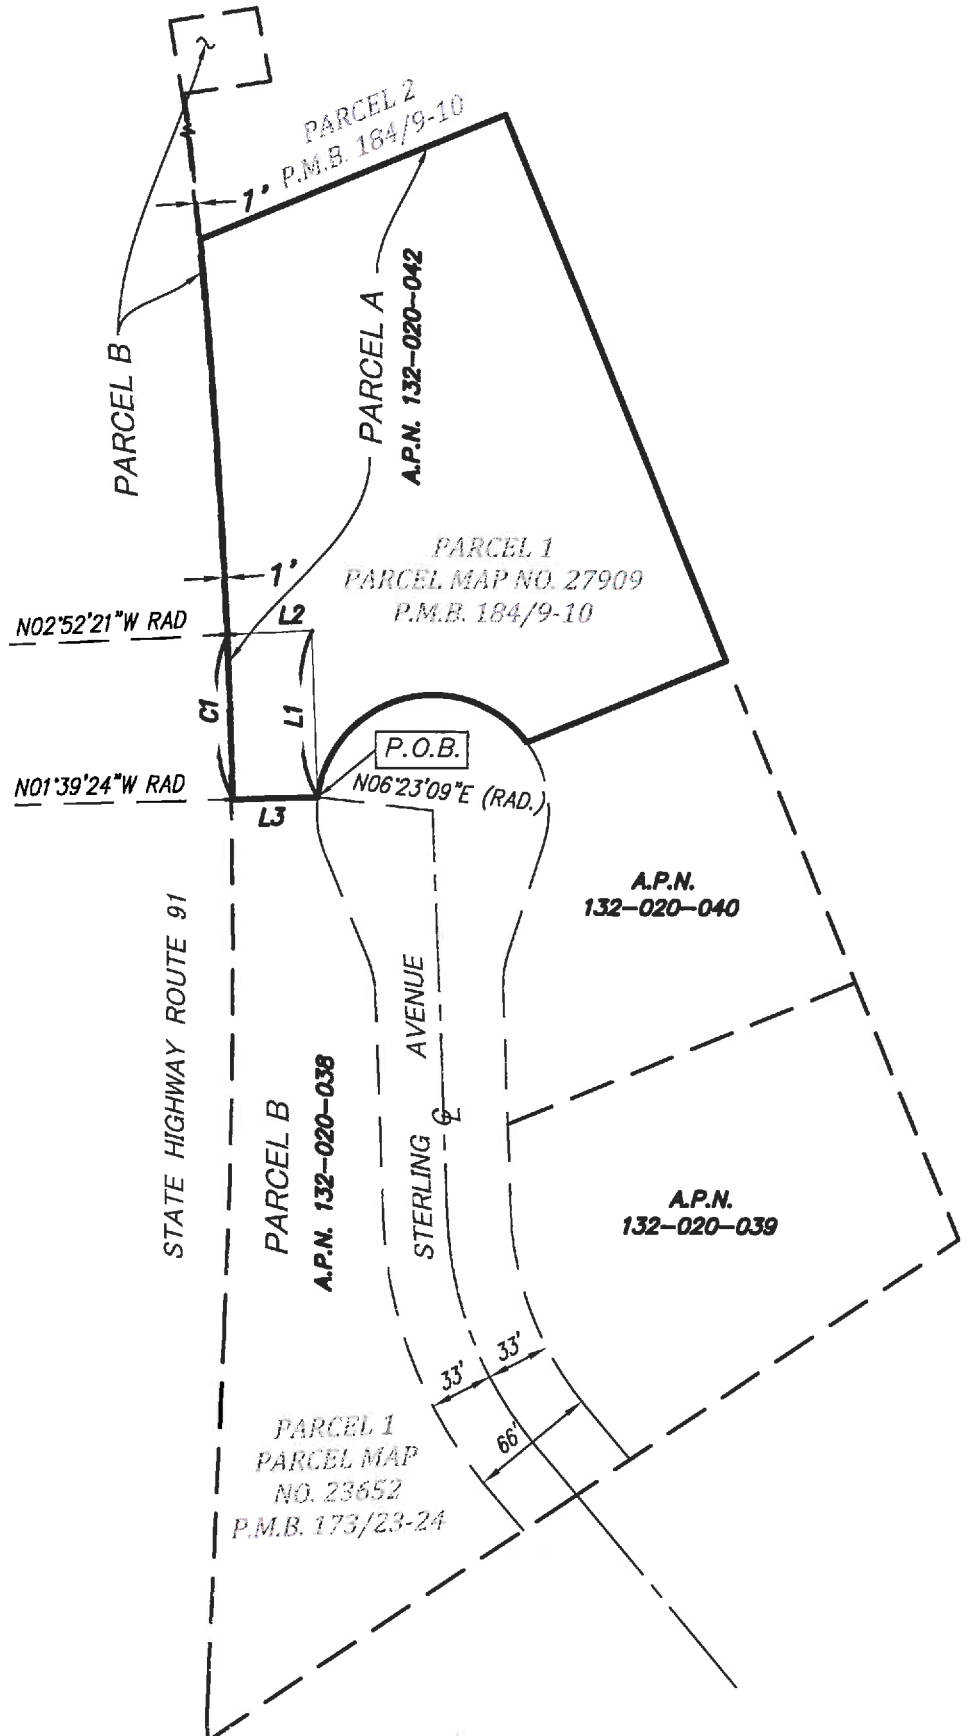 PARCEL 2
P.M.B. 184/9-10
1'
PARCEL B
PARCEL A
A.P.N. 132-020-042
PARCEL 1
PARCEL MAP NO. 27909
P.M.B. 184/9-10
1'
N02°52'21"W RAD
L2
C1
L1
P.O.B.
N01°39'24"W RAD
N06°23'09"E (RAD.)
L3
A.P.N.
132-020-040
STATE HIGHWAY ROUTE 91
PARCEL B
A.P.N. 132-020-038
STERLING AVENUE
A.P.N.
132-020-039
33'
33'
66'
PARCEL 1
PARCEL MAP
NO. 23652
P.M.B. 173/23-24